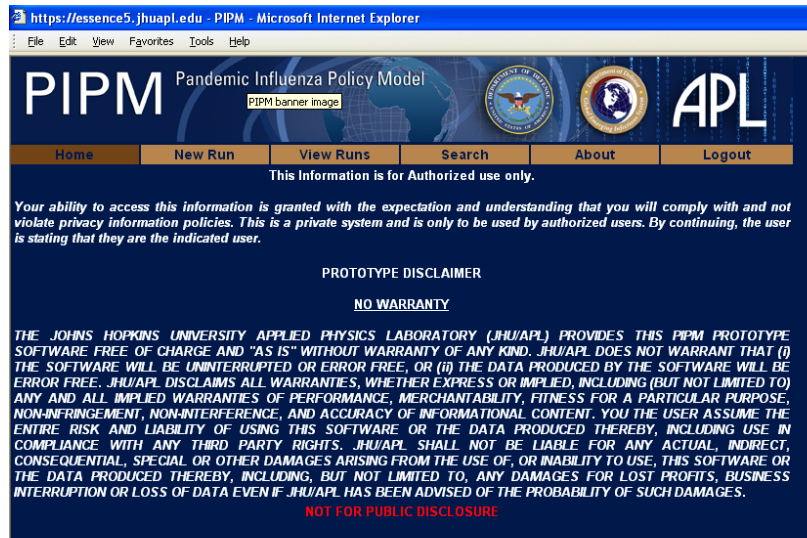 https://essence5.jhuapl.edu - PIPM - Microsoft Internet Explo
File Edit View Favorites Tools Help
PIPM Pandemic Influenza Policy Model
PIPM banner image
APL
Home New Run View Runs Search About Logout
This Information is for Authorized use only.
Your ability to access this information is granted with the expectation and understanding that you will comply with and not
violate privacy information policies. This is a private system and is only to be used by authorized users. By continuing, the user
is stating that they are the indicated user.
PROTOTYPE DISCLAIMER
NO WARRANTY
THE JOHNS HOPKINS UNIVERSITY APPLIED PHYSICS LABORATORY (JHU/APL) PROVIDES THIS PIPM PROTOTYPE
SOFTWARE FREE OF CHARGE AND "AS IS" WITHOUT WARRANTY OF ANY KIND. JHU/APL DOES NOT WARRANT THAT (i)
THE SOFTWARE WILL BE UNINTERRUPTED OR ERROR FREE, OR (ii) THE DATA PRODUCED BY THE SOFTWARE WILL BE
ERROR FREE. JHU/APL DISCLAIMS ALL WARRANTIES, WHETHER EXPRESS OR IMPLIED, INCLUDING (BUT NOT LIMITED TO)
ANY AND ALL IMPLIED WARRANTIES OF PERFORMANCE, MERCHANTABILITY, FITNESS FOR A PARTICULAR PURPOSE,
NON-INFRINGEMENT, NON-INTERFERENCE, AND ACCURACY OF INFORMATIONAL CONTENT. YOU THE USER ASSUME THE
ENTIRE RISK AND LIABILITY OF USING THIS SOFTWARE OR THE DATA PRODUCED THEREBY, INCLUDING USE IN
COMPLIANCE WITH ANY THIRD PARTY RIGHTS. JHU/APL SHALL NOT BE LIABLE FOR ANY ACTUAL, INDIRECT,
CONSEQUENTIAL, SPECIAL OR OTHER DAMAGES ARISING FROM THE USE OF, OR INABILITY TO USE, THIS SOFTWARE OR
THE DATA PRODUCED THEREBY, INCLUDING, BUT NOT LIMITED TO, ANY DAMAGES FOR LOST PROFITS, BUSINESS
INTERRUPTION OR LOSS OF DATA EVEN IF JHU/APL HAS BEEN ADVISED OF THE PROBABILITY OF SUCH DAMAGES.
NOT FOR PUBLIC DISCLOSURE